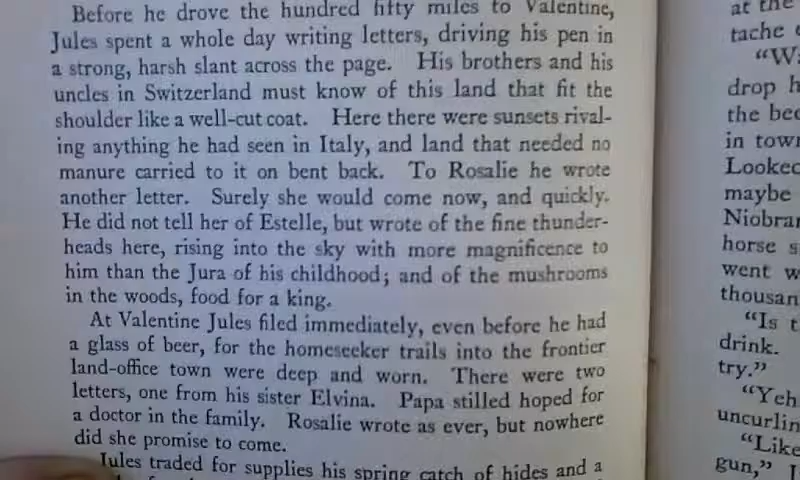 Before he drove the hundred fifty miles to Valentine,
Jules spent a whole day writing letters, driving his pen in
a strong, harsh slant across the page. His brothers and his
uncles in Switzerland must know of this land that fit the
shoulder like a well-cut coat. Here there were sunsets rival-
ing anything he had seen in Italy, and land that needed no
manure carried to it on bent back. To Rosalie he wrote
another letter. Surely she would come now, and quickly.
He did not tell her of Estelle, but wrote of the fine thunder-
heads here, rising into the sky with more magnificence to
him than the Jura of his childhood; and of the mushrooms
in the woods, food for a king.
At Valentine Jules filed immediately, even before he had
a glass of beer, for the homeseeker trails into the frontier
land-office town were deep and worn. There were two
letters, one from his sister Elvina. Papa stilled hoped for
a doctor in the family. Rosalie wrote as ever, but nowhere
did she promise to come.
Jules traded for supplies his spring catch of hides and a
at the
tache
"W
drop h
the bed
in town
Looked
maybe
Niobrar
horse s
went w
thousan
"Is t
drink.
try."
"Yeh
uncurlin
"Like
gun,"